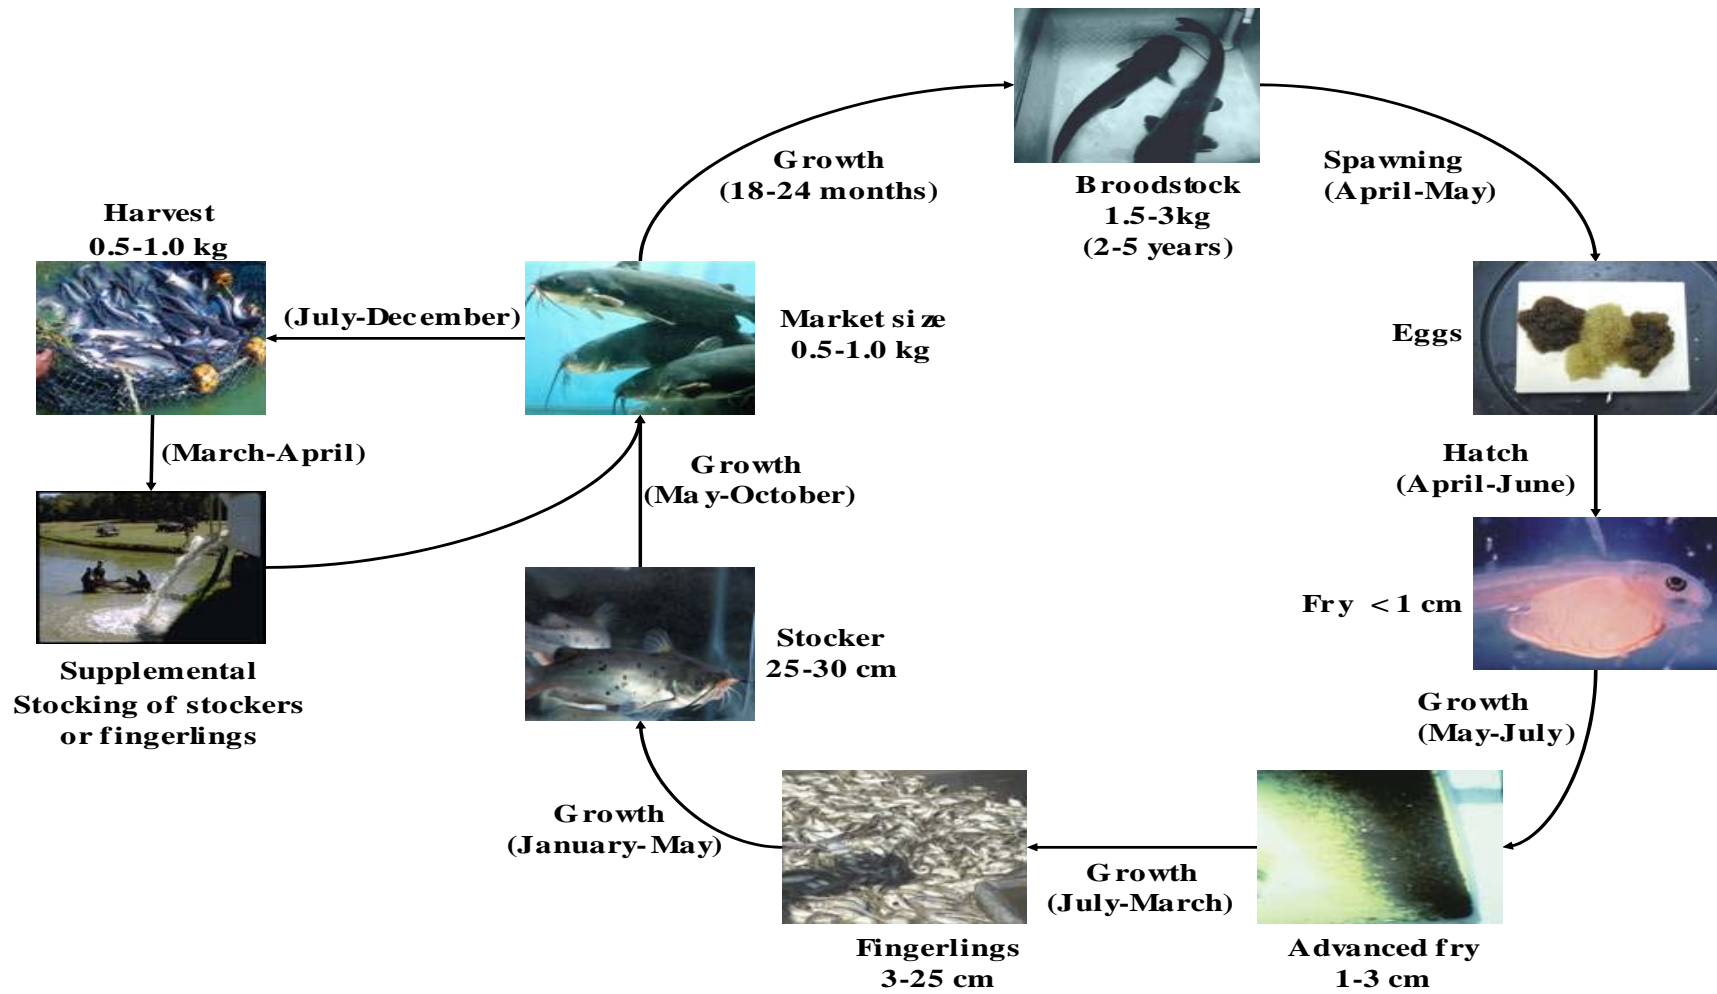 Growth
(18-24 months)
Broodstock
1.5-3kg
(2-5 years)
Spawning
(April-May)
Harvest
0.5-1.0 kg
(July-December)
Market size
0.5-1.0 kg
Eggs
(March-April)
Growth
(May-October)
Hatch
(April-June)
Fry < 1 cm
Supplemental
Stocking of stockers
or fingerlings
Stocker
25-30 cm
Growth
(May-July)
Growth
(January-May)
Growth
(July-March)
Fingerlings
3-25 cm
Advanced fry
1-3 cm